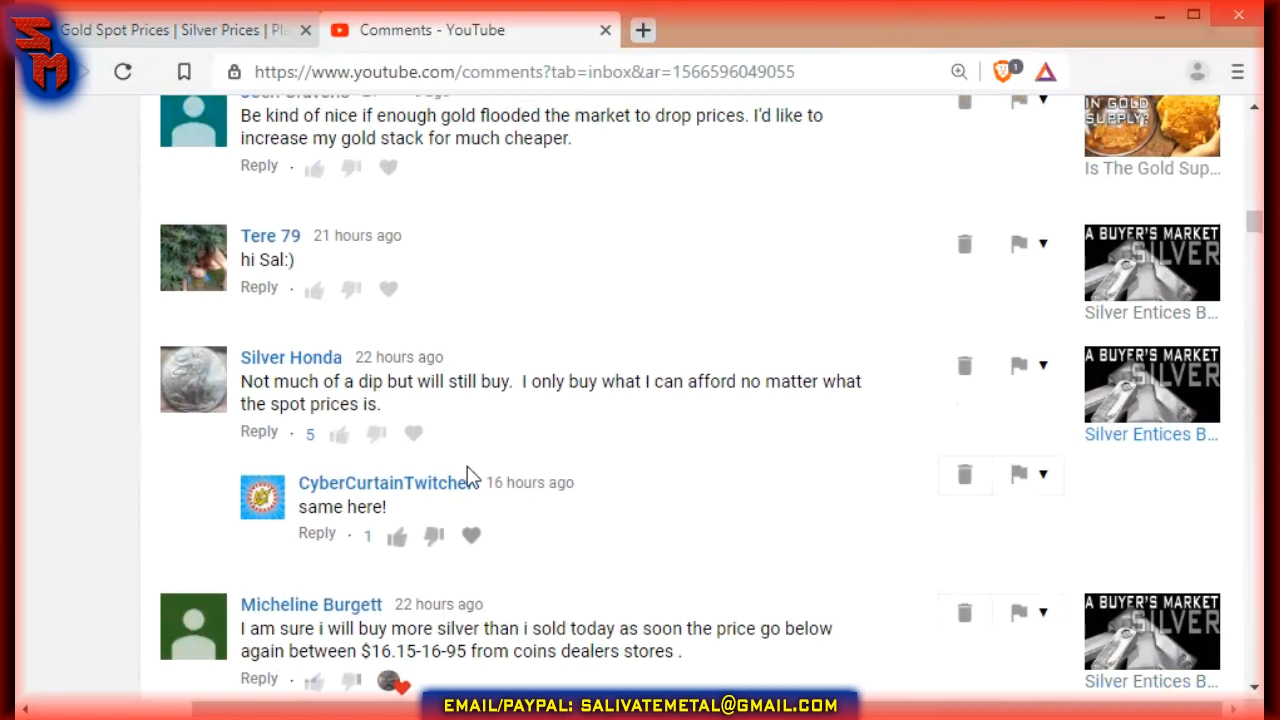 SM
Gold Spot Prices | Silver Prices | Pl
Comments - YouTube
https://www.youtube.com/comments?tab=inbox&ar=1566596049055
1
Be kind of nice if enough gold flooded the market to drop prices. I'd like to
increase my gold stack for much cheaper.
Reply ·
IN GOLD
SUPPLY?
Is The Gold Sup...
Tere 79 21 hours ago
hi Sal:)
Reply ·
A BUYER'S MARKET
SILVER
Silver Entices B...
Silver Honda 22 hours ago
Not much of a dip but will still buy.  I only buy what I can afford no matter what
the spot prices is.
Reply · 5
A BUYER'S MARKET
SILVER
Silver Entices B...
CyberCurtainTwitcher 16 hours ago
same here!
Reply · 1
Micheline Burgett 22 hours ago
I am sure i will buy more silver than i sold today as soon the price go below
again between $16.15-16-95 from coins dealers stores .
Reply ·
A BUYER'S MARKET
SILVER
Silver Entices B...
EMAIL/PAYPAL: SALIVATEMETAL@GMAIL.COM